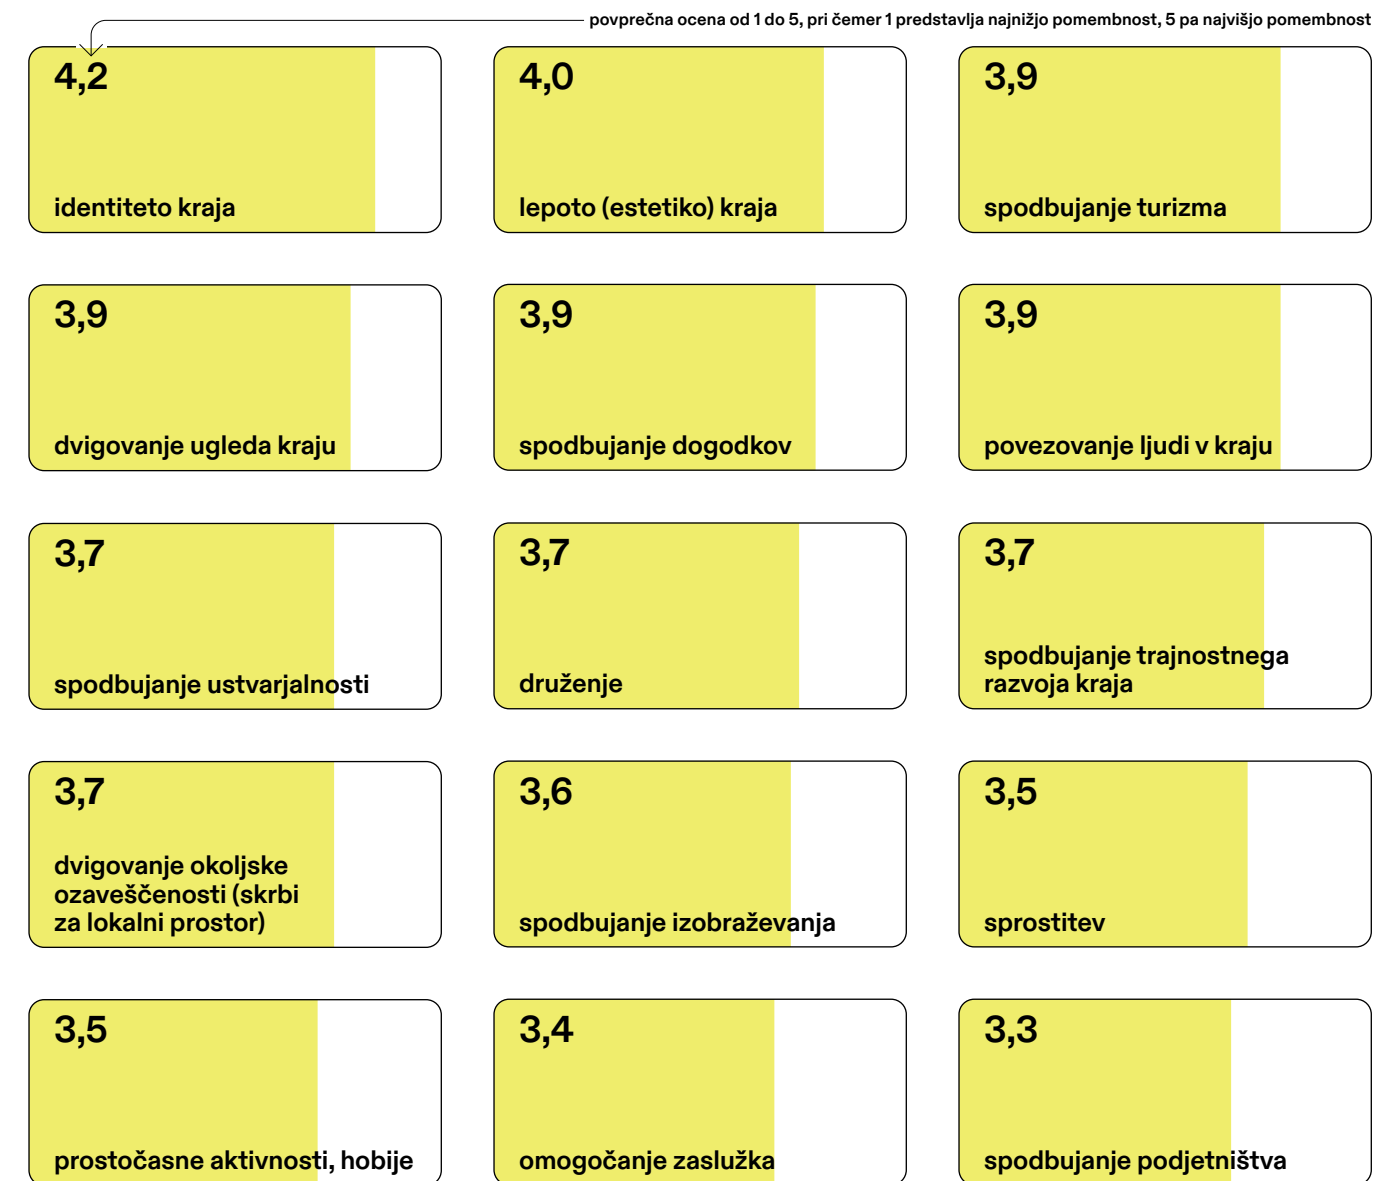 povprečna ocena od 1 do 5, pri čemer 1 predstavlja najnižjo pomembnost, 5 pa najvišjo pomembnost
4,2
identiteto kraja
4,0
lepoto (estetiko) kraja
3,9
spodbujanje turizma
3,9
dvigovanje ugleda kraju
3,9
spodbujanje dogodkov
3,9
povezovanje ljudi v kraju
3,7
spodbujanje ustvarjalnosti
3,7
druženje
3,7
spodbujanje trajnostnega
razvoja kraja
3,7
dvigovanje okoljske
ozaveščenosti (skrbi
za lokalni prostor)
3,6
spodbujanje izobraževanja
3,5
sprostitev
3,5
prostočasne aktivnosti, hobije
3,4
omogočanje zaslužka
3,3
spodbujanje podjetništva